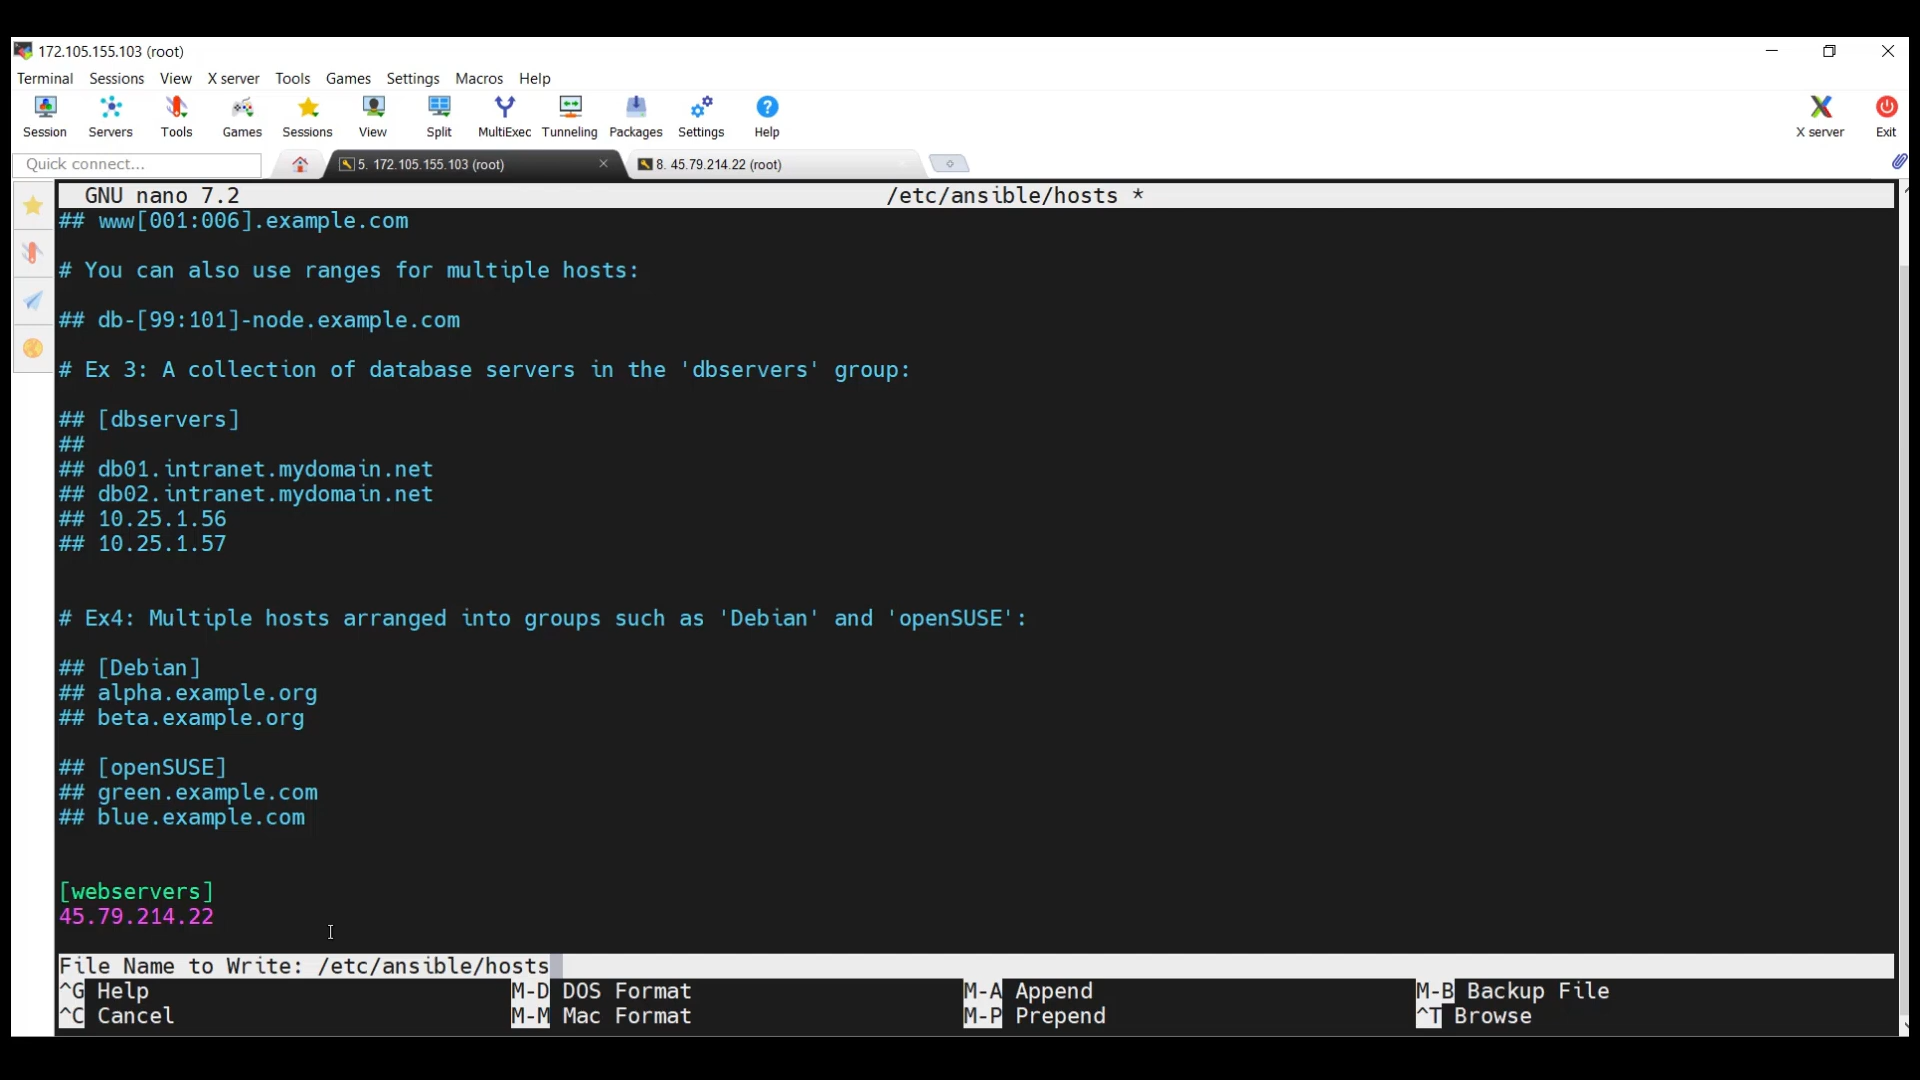 172.105.155.103 (root)
Terminal Sessions View X server Tools Games Settings Macros Help
Session Servers Tools Games Sessions View Split MultiExec Tunneling Packages Settings Help X server Exit
Quick connect... 5. 172.105.155.103 (root) 8. 45.79.214.22 (root)
GNU nano 7.2 /etc/ansible/hosts *
## www[001:006].example.com
# You can also use ranges for multiple hosts:
## db-[99:101]-node.example.com
# Ex 3: A collection of database servers in the 'dbservers' group:
## [dbservers]
##
## db01.intranet.mydomain.net
## db02.intranet.mydomain.net
## 10.25.1.56
## 10.25.1.57
# Ex4: Multiple hosts arranged into groups such as 'Debian' and 'openSUSE':
## [Debian]
## alpha.example.org
## beta.example.org
## [openSUSE]
## green.example.com
## blue.example.com
[webservers]
45.79.214.22
File Name to Write: /etc/ansible/hosts
^G Help M-D DOS Format M-A Append M-B Backup File
^C Cancel M-M Mac Format M-P Prepend ^T Browse